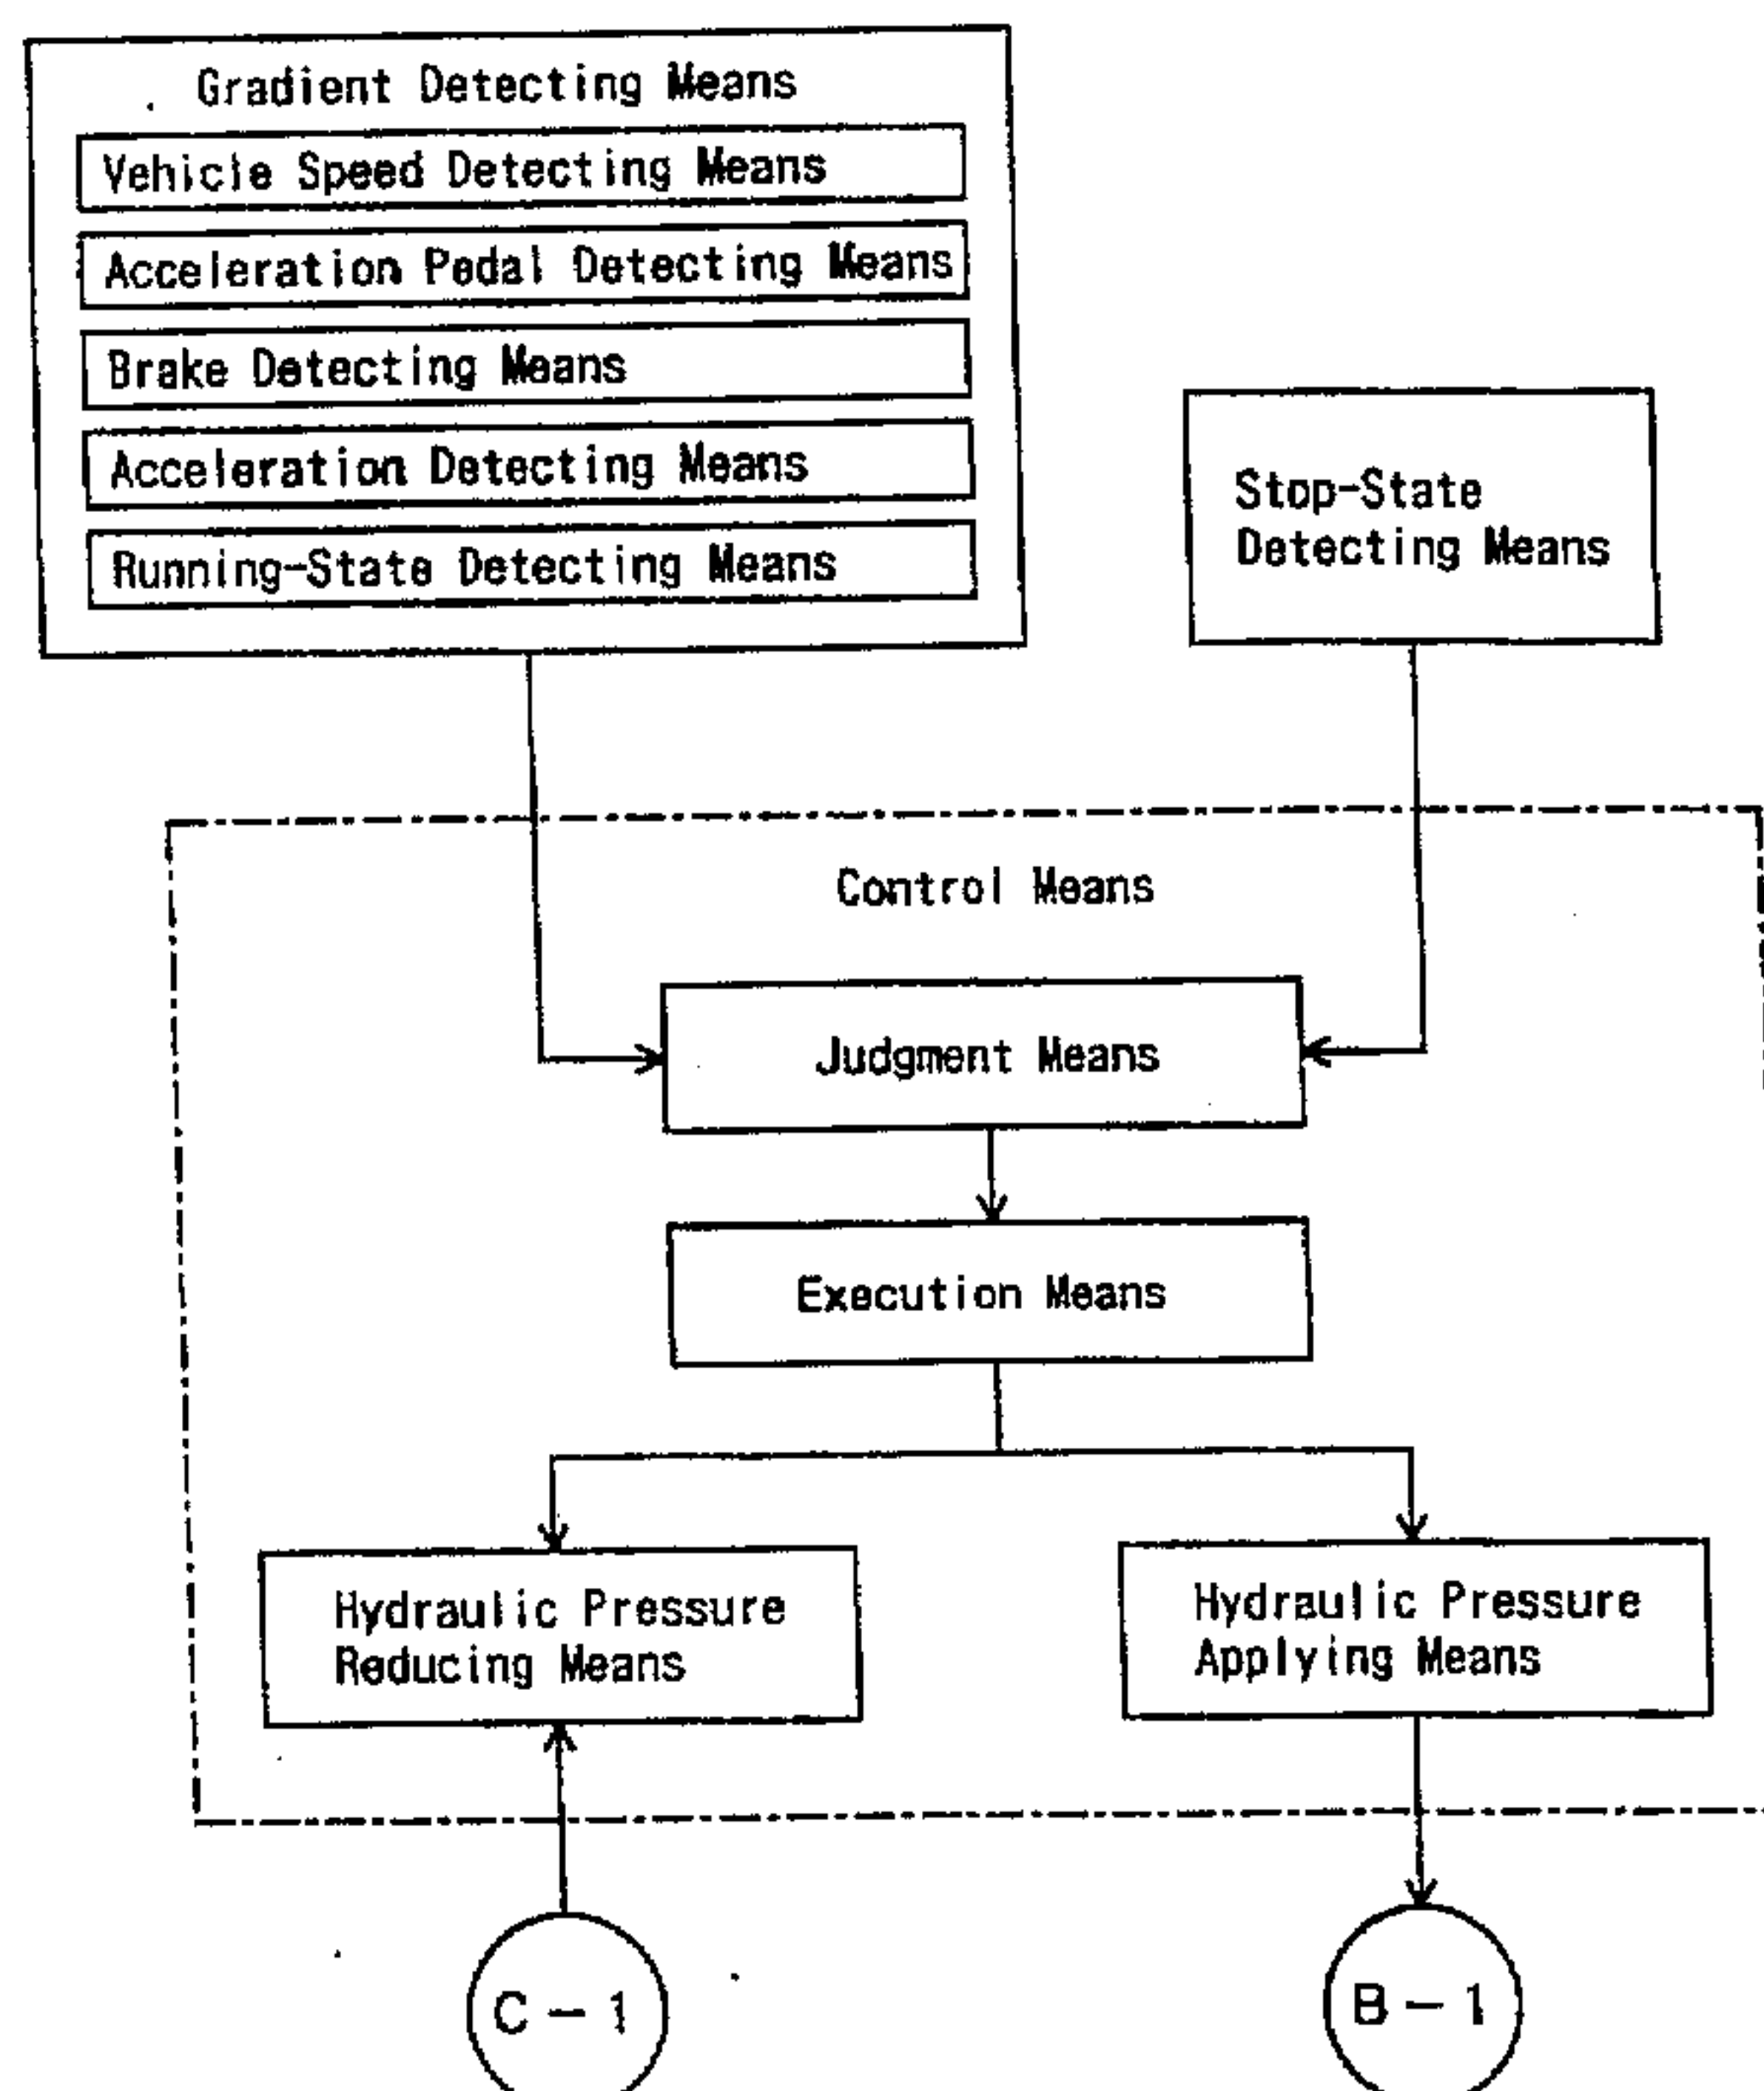 Gradient Detecting Means
Vehicle Speed Detecting Means
Acceleration Pedal Detecting Means
Brake Detecting Means
Acceleration Detecting Means
Running-State Detecting Means
Stop-State
Detecting Means
Control Means
Judgment Means
Execution Means
Hydraulic Pressure
Reducing Means
Hydraulic Pressure
Applying Means
C-1
B-1